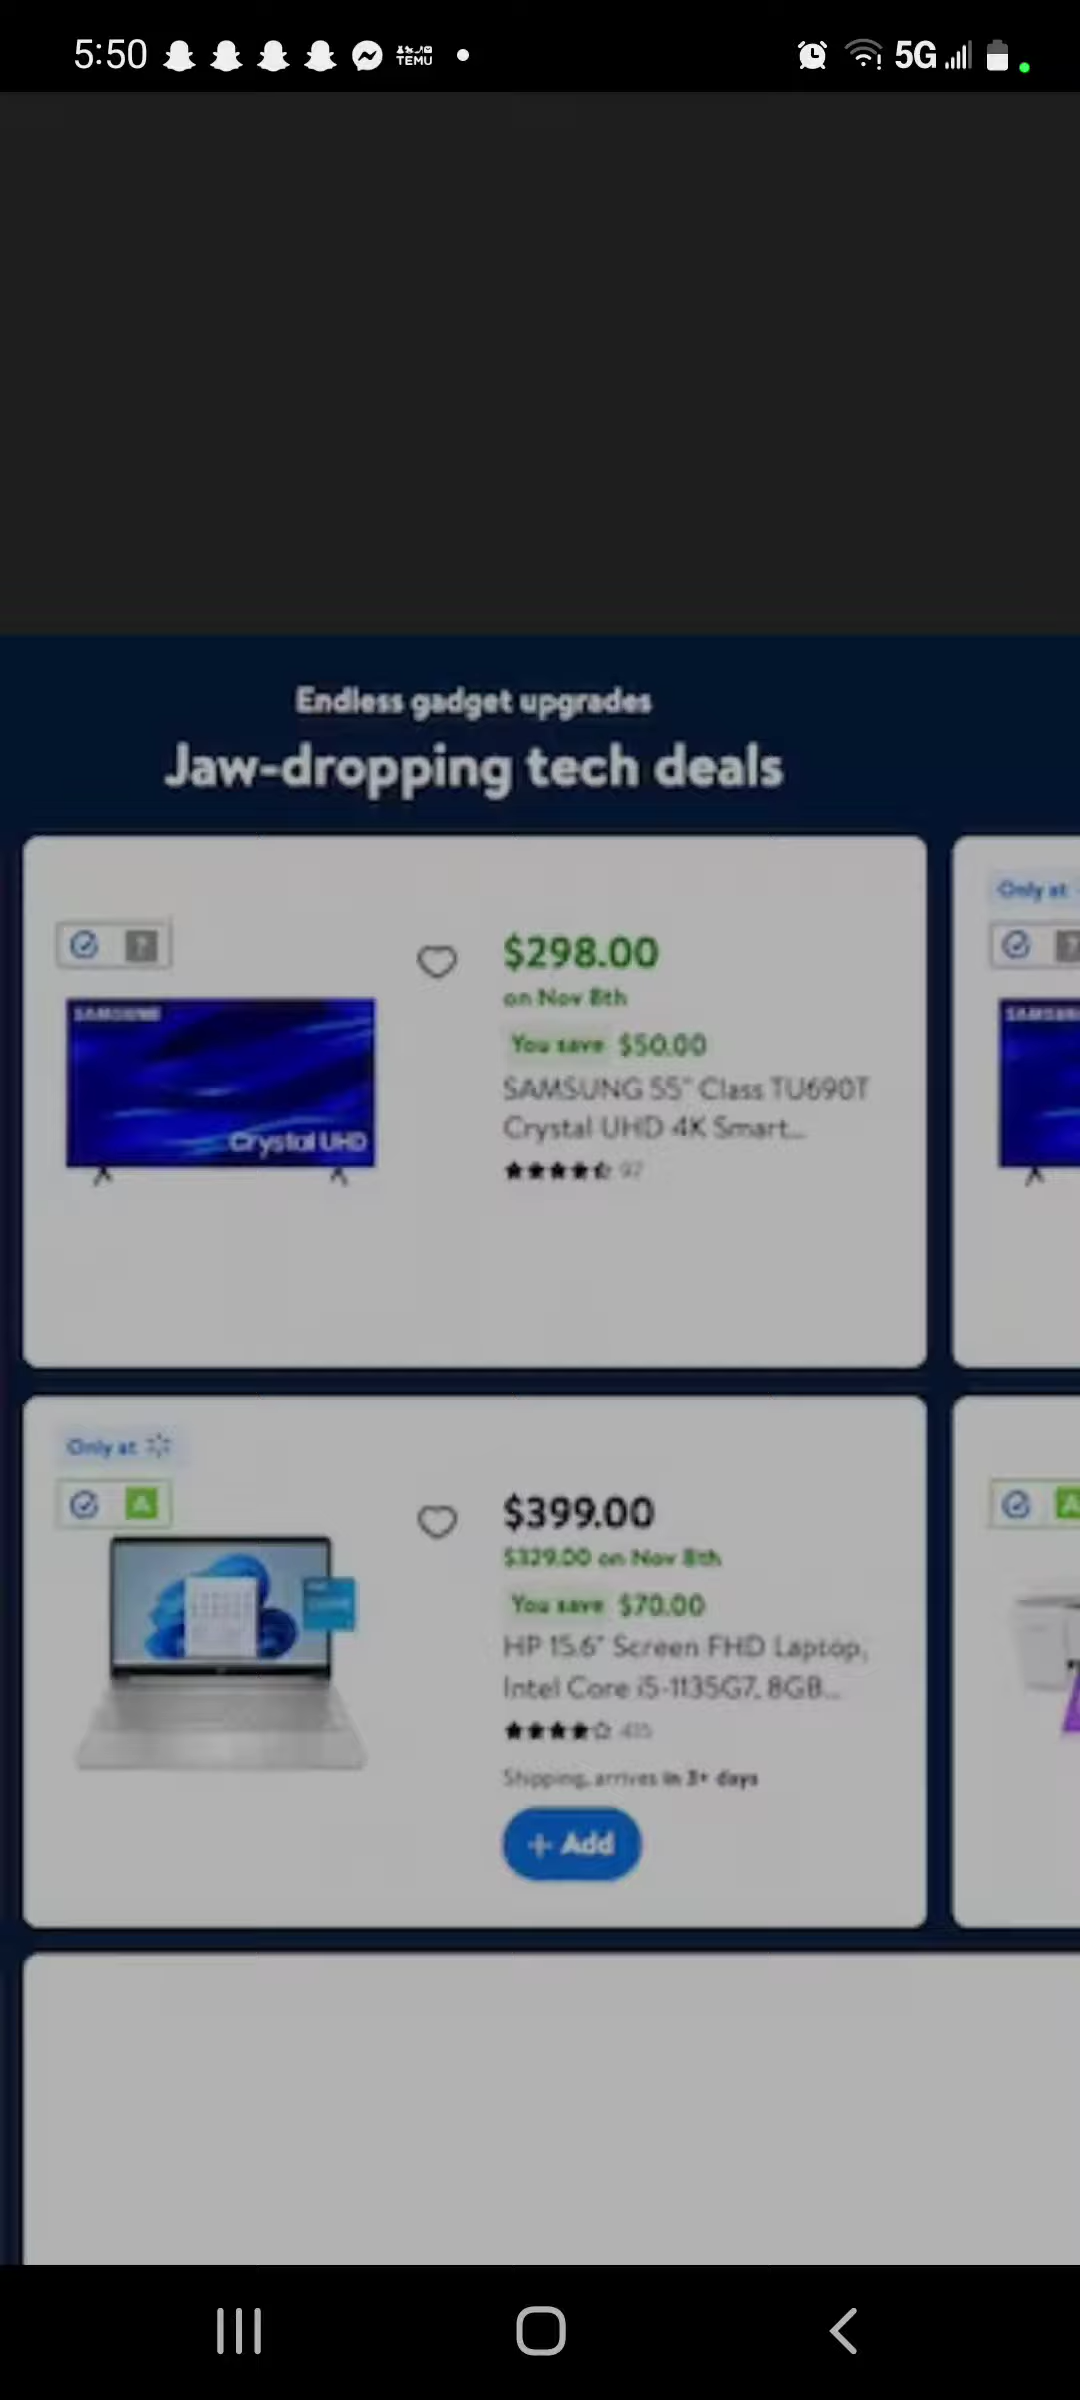 5:50
TEMU
5G
Endless gadget upgrades
Jaw-dropping tech deals
?
SAMSUNG
Crystal UHD
$298.00
on Nov 8th
You save $50.00
SAMSUNG 55" Class TU690T
Crystal UHD 4K Smart...
97
Only at
?
SAMSUNG
Only at
A
$399.00
$329.00 on Nov 8th
You save $70.00
HP 15.6" Screen FHD Laptop,
Intel Core i5-1135G7, 8GB...
Shipping, arrives in 3+ days
+ Add
A